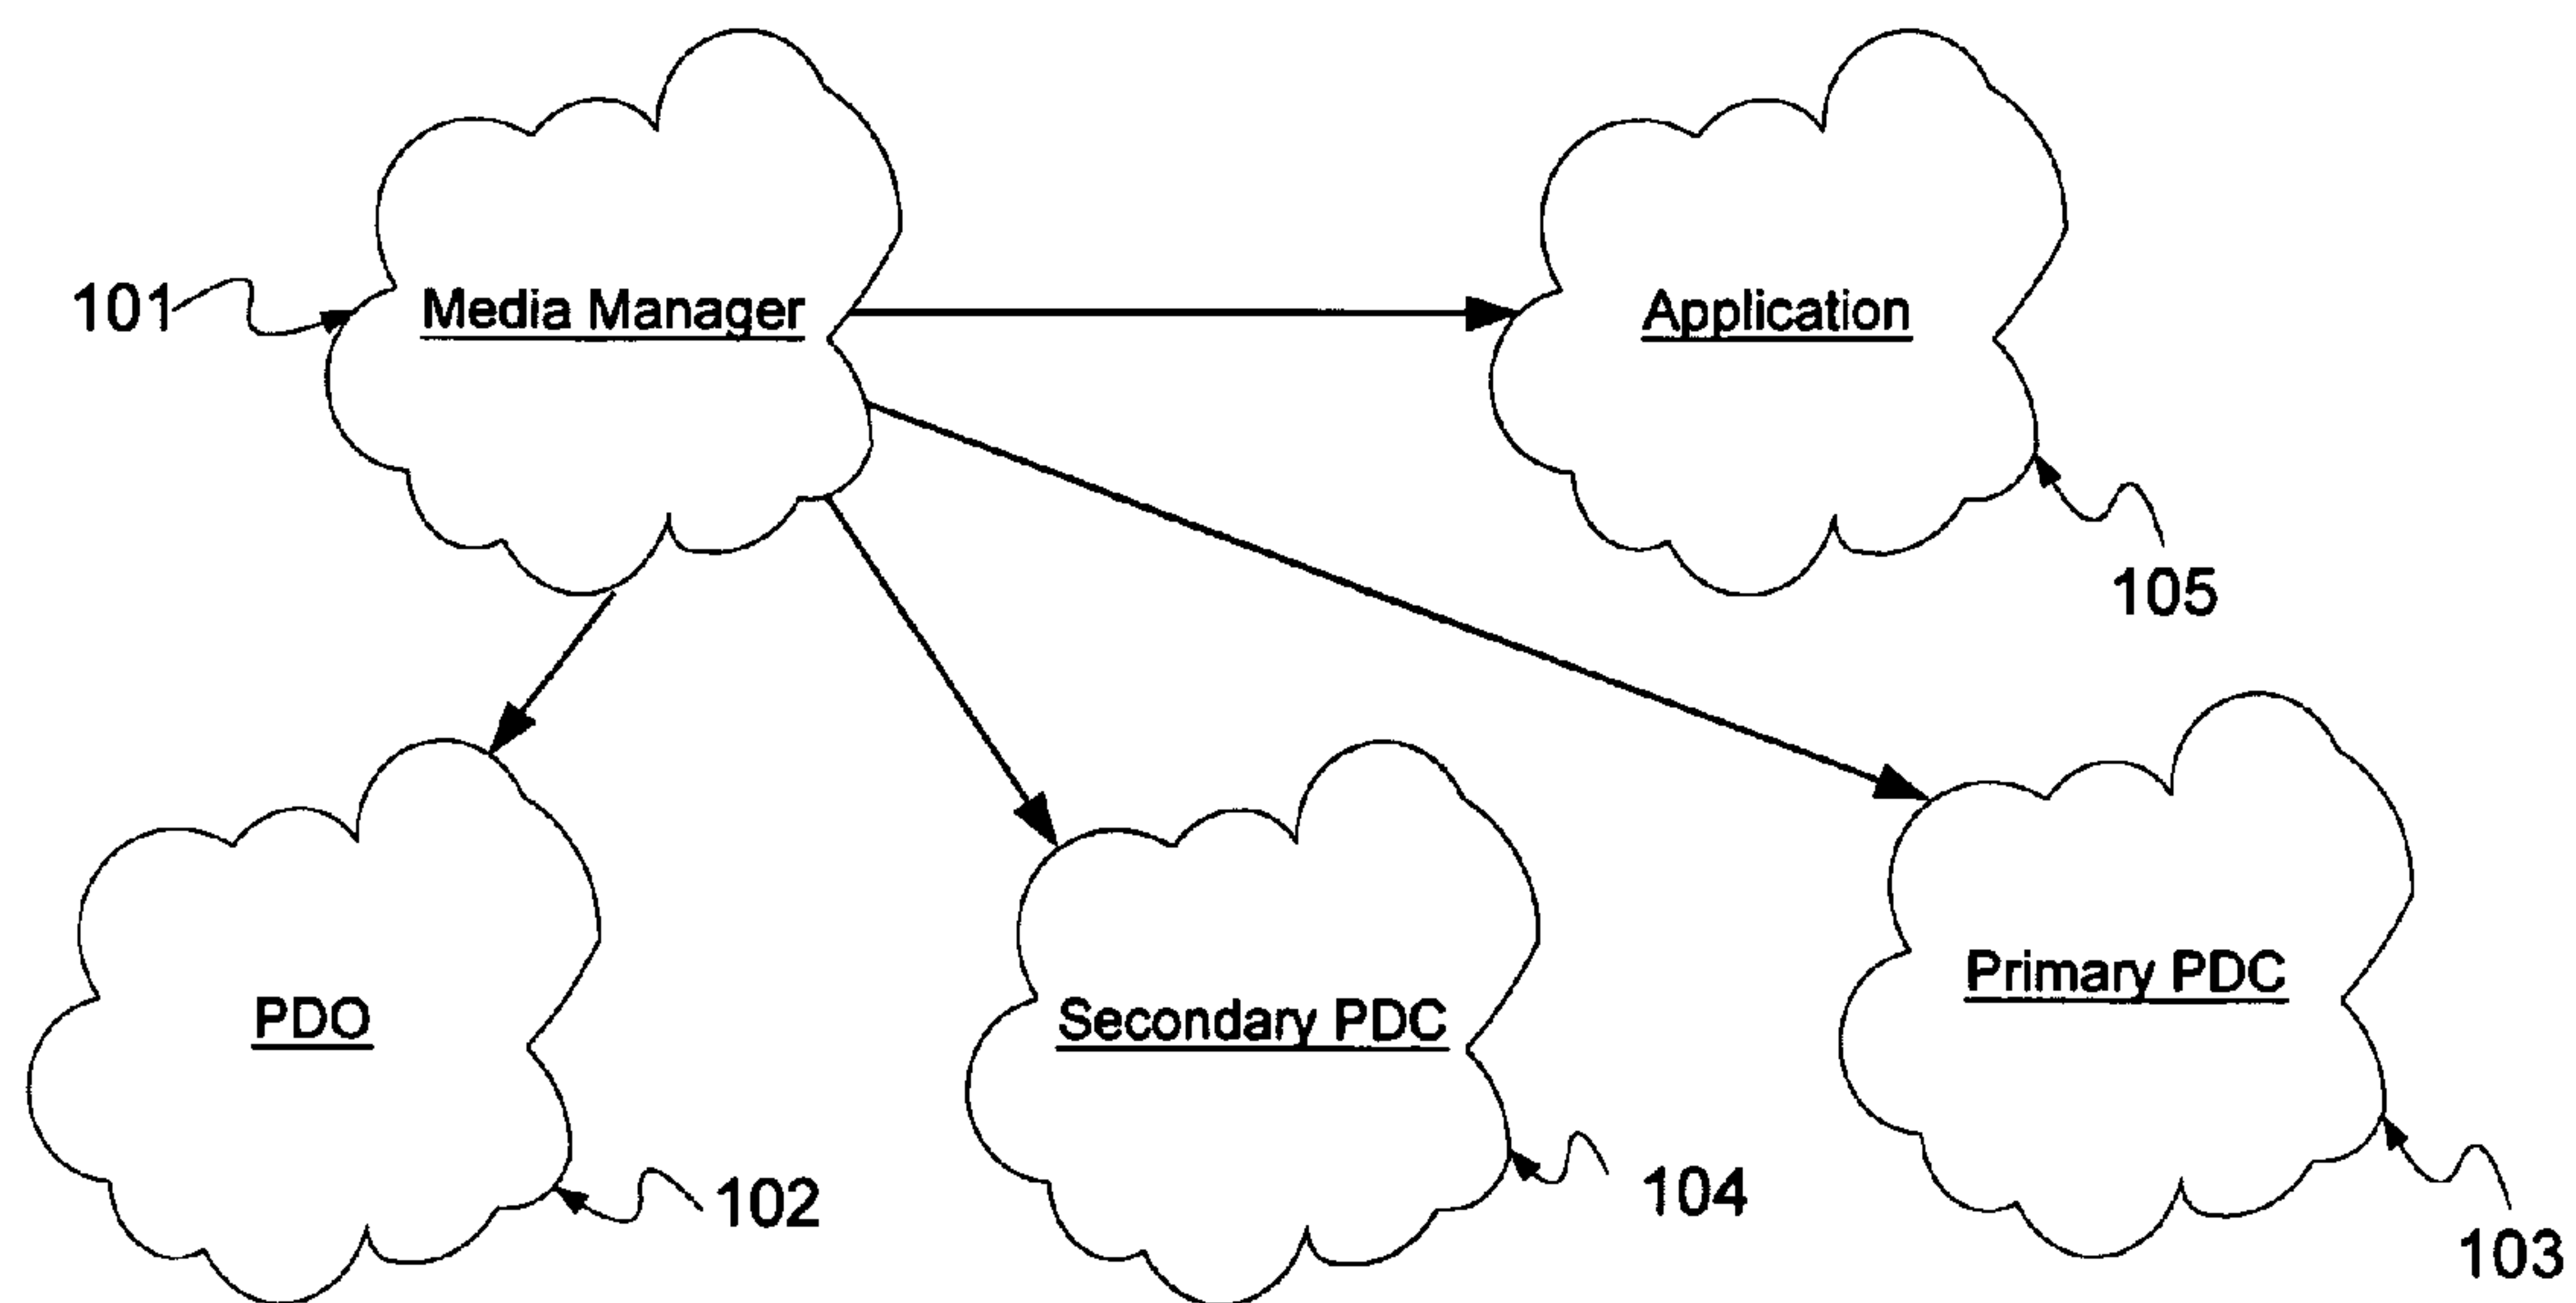 101
Media Manager
Application
105
PDO
Secondary PDC
Primary PDC
102
104
103